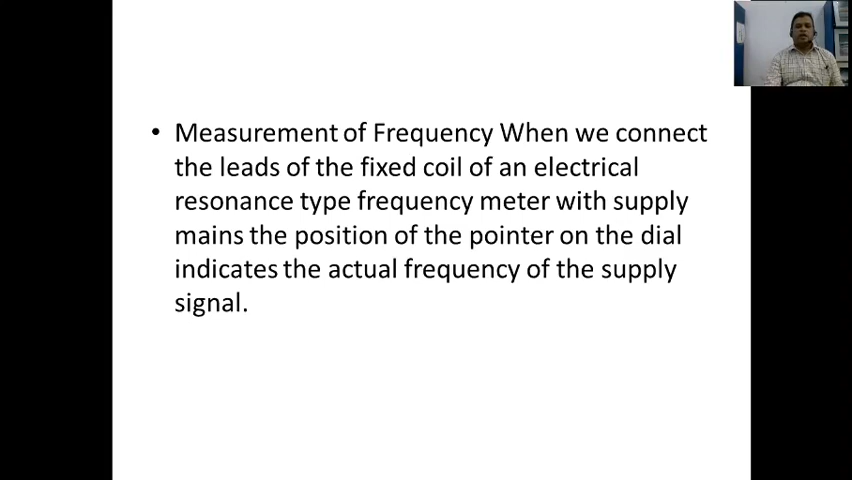 • Measurement of Frequency When we connect
the leads of the fixed coil of an electrical
resonance type frequency meter with supply
mains the position of the pointer on the dial
indicates the actual frequency of the supply
signal.